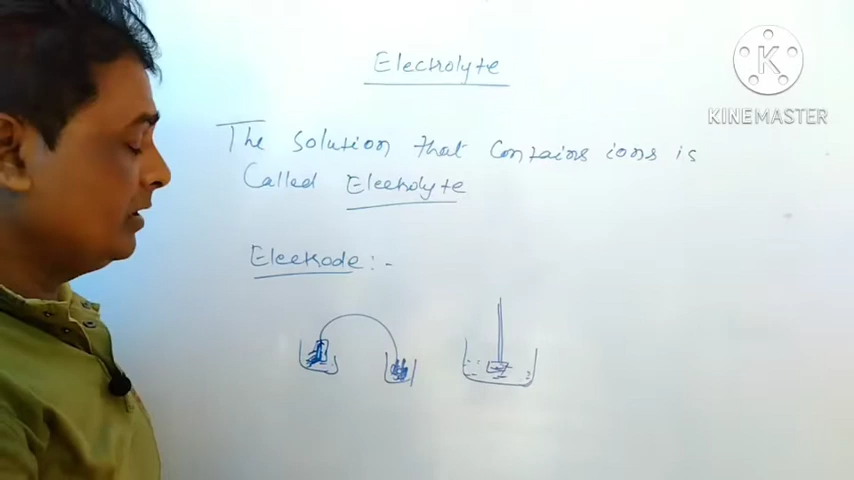 Electrolyte
K
KINEMASTER
The solution that contains ions is
Called Electrolyte
Electrode:-